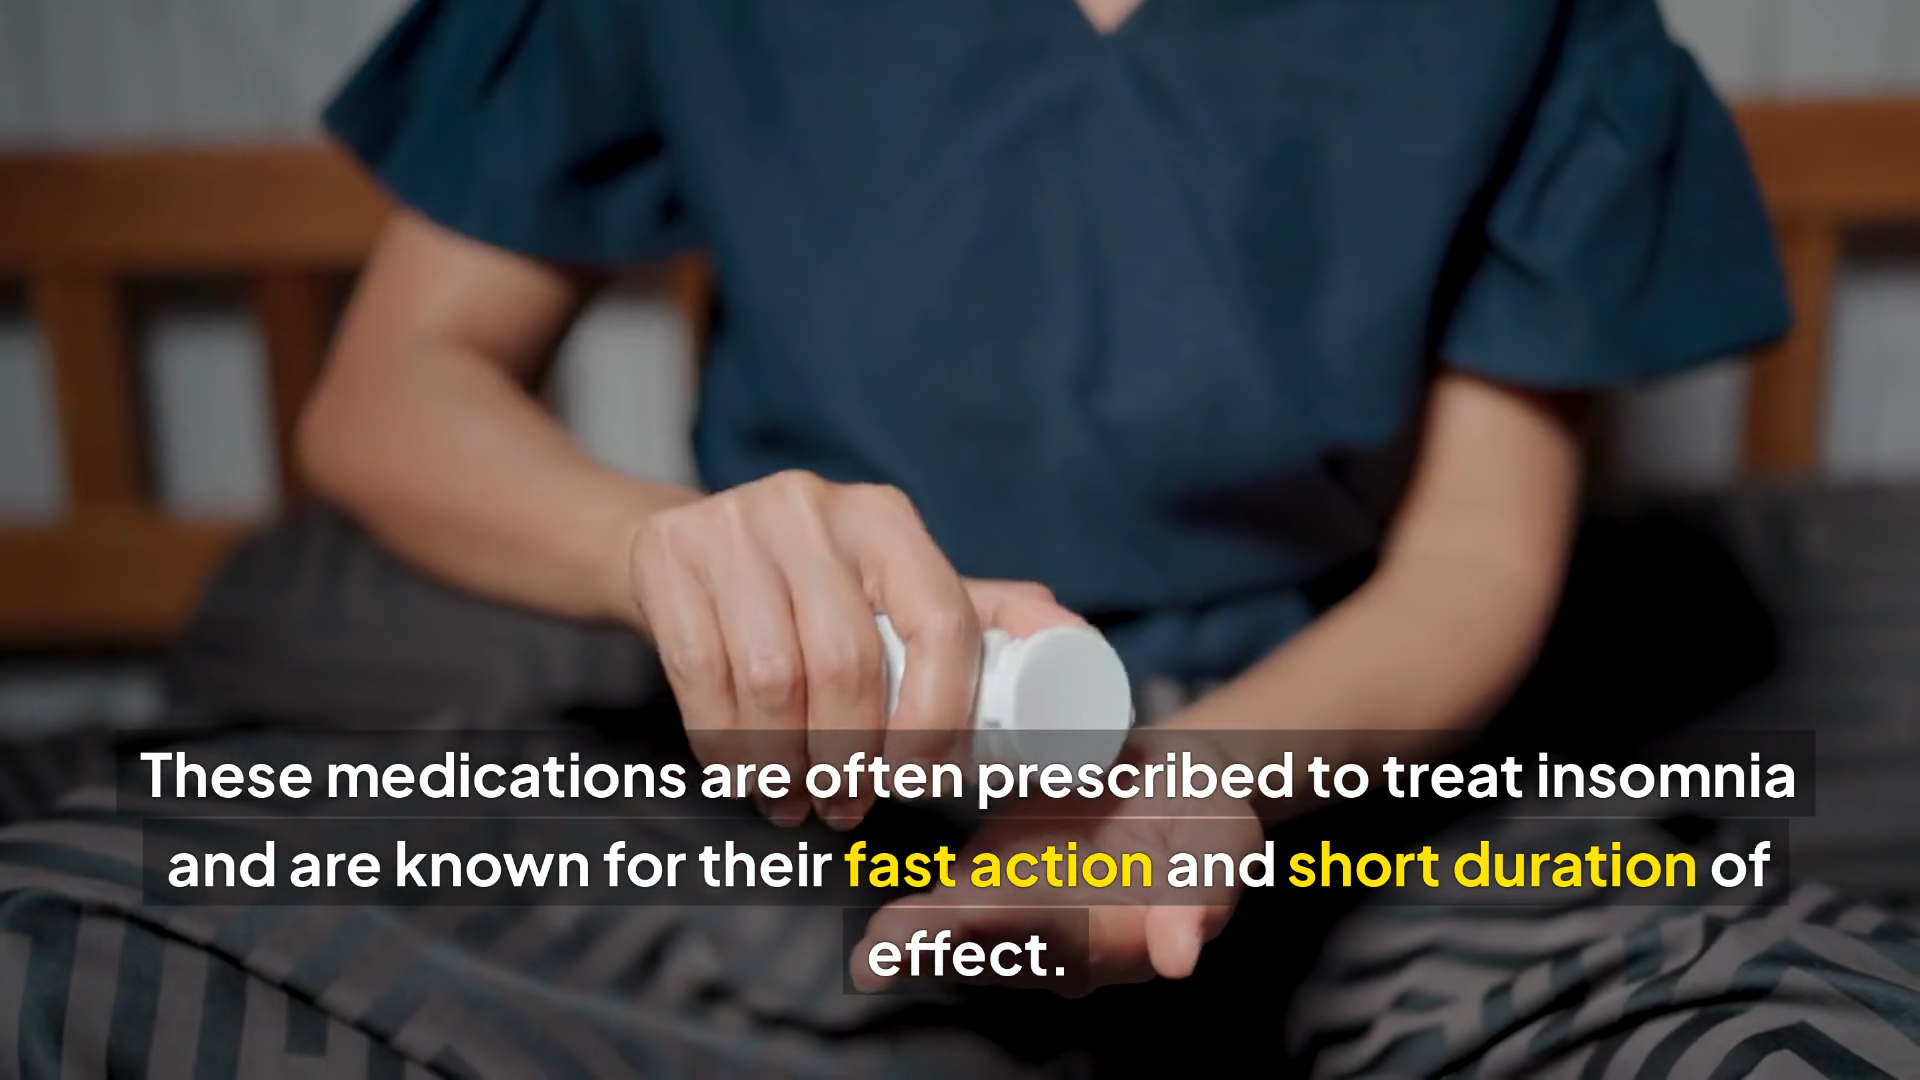 These medications are often prescribed to treat insomnia
and are known for their fast action and short duration of
effect.